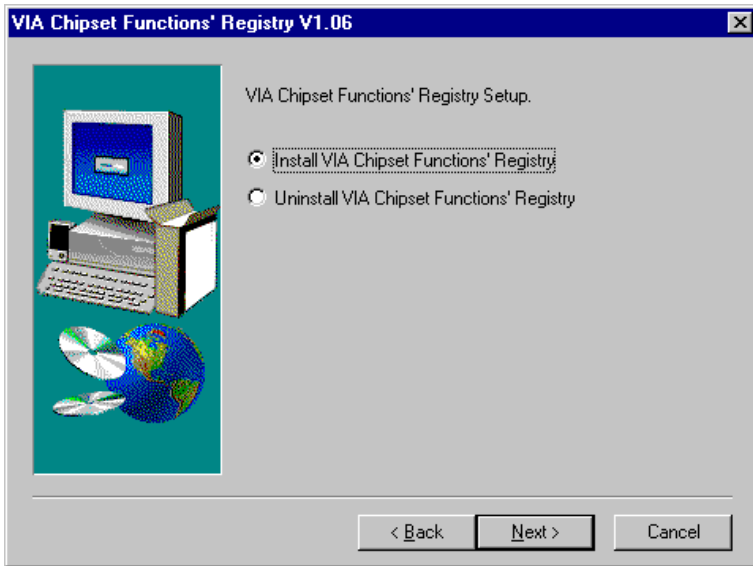 VIA Chipset Functions' Registry V1.06
VIA Chipset Functions' Registry Setup.
Install VIA Chipset Functions' Registry
Uninstall VIA Chipset Functions' Registry
< Back Next > Cancel